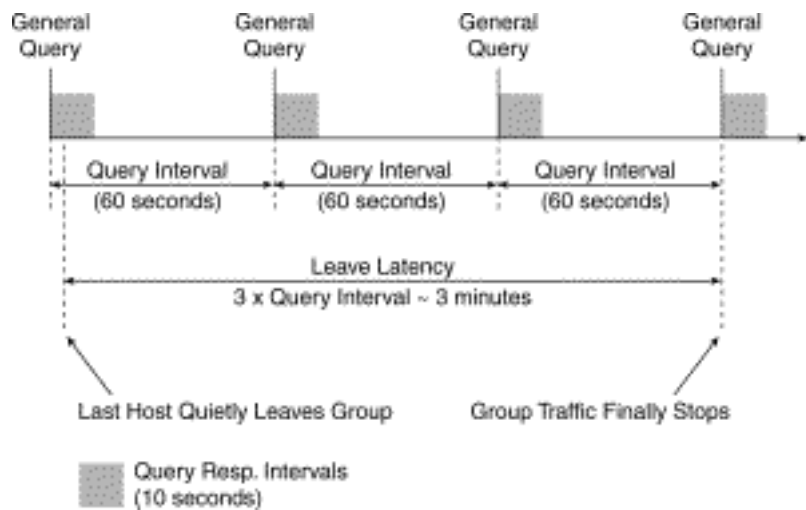 General
Query
General
Query
General
Query
General
Query
Query Interval
(60 seconds)
Query Interval
(60 seconds)
Query Interval
(60 seconds)
Leave Latency
3 x Query Interval ~ 3 minutes
Last Host Quietly Leaves Group
Group Traffic Finally Stops
Query Resp. Intervals
(10 seconds)